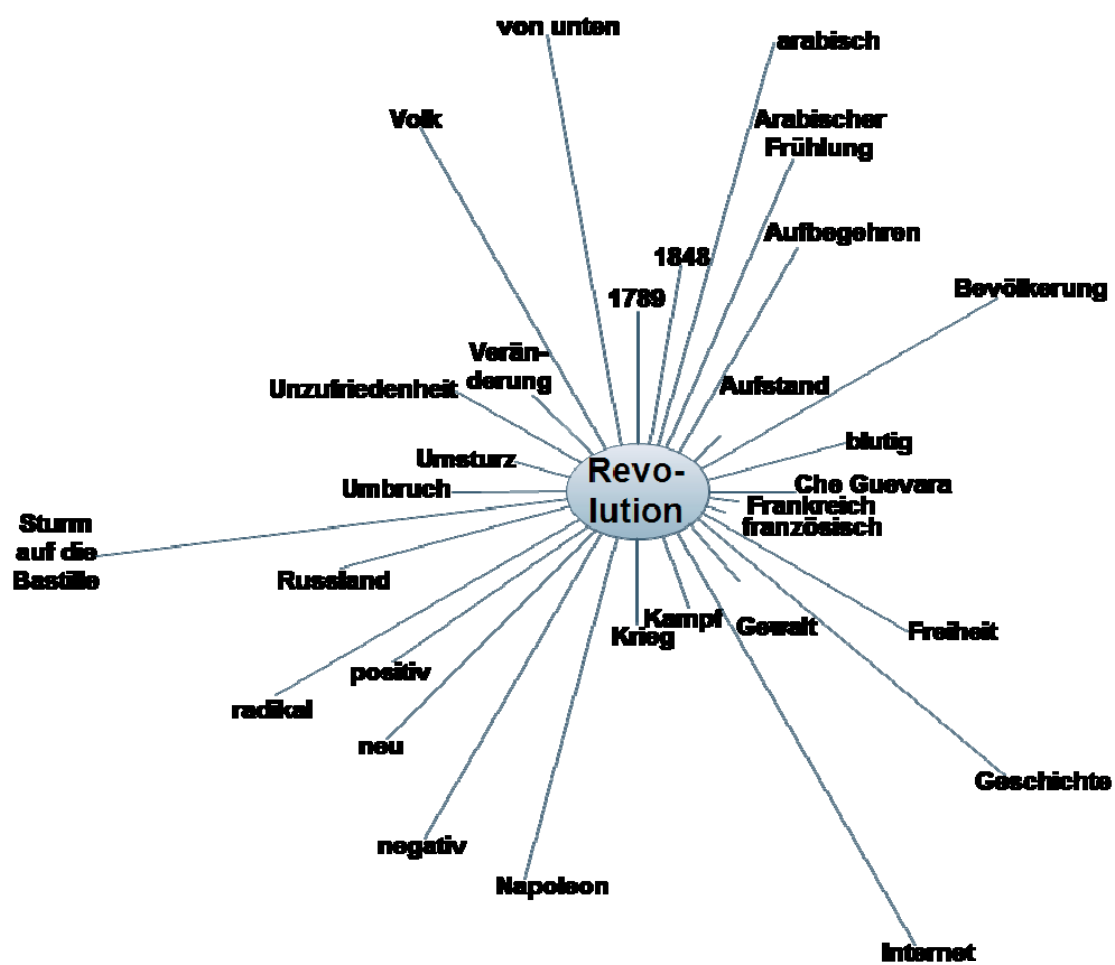 von unten
arabisch
Volk
Arabischer
Frühlung
Aufbegehren
1848
1789
Bevölkerung
Verän-
derung
Unzufriedenheit
Aufstand
blutig
Umsturz
Revo-
lution
Umbruch
Che Guevara
Frankreich
französisch
Sturm
auf die
Bastille
Russland
Kampf
Krieg
Gewalt
Freiheit
positiv
radikal
neu
Geschichte
negativ
Napoleon
Internet